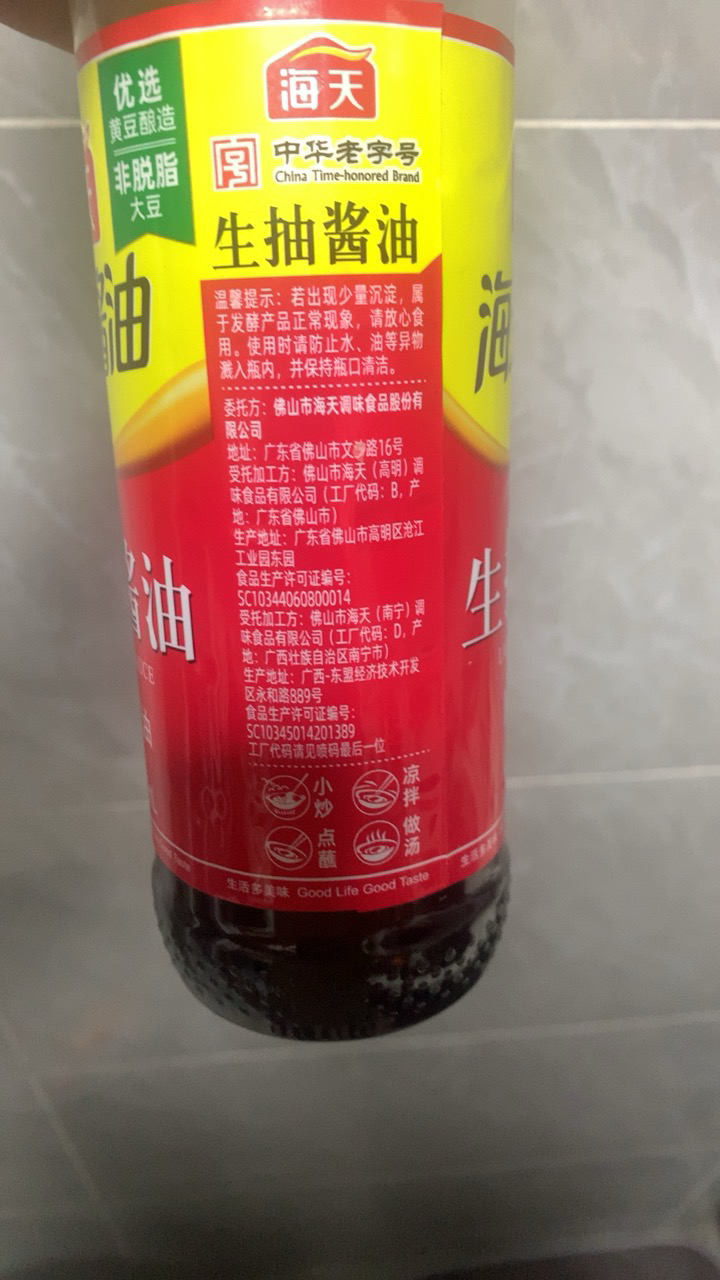 优选
黄豆酿造
非脱脂
大豆
海天
中华老字号
China Time-honored Brand
生抽酱油
温馨提示：若出现少量沉淀，属
于发酵产品正常现象，请放心食
用。使用时请防止水、油等异物
溅入瓶内，并保持瓶口清洁。
委托方：佛山市海天调味食品股份有
限公司
地址：广东省佛山市文沙路16号
受托加工方：佛山市海天（高明）调
味食品有限公司（工厂代码：B，产
地：广东省佛山市）
生产地址：广东省佛山市高明区沧江
工业园东园
食品生产许可证编号：
SC10344060800014
受托加工方：佛山市海天（南宁）调
味食品有限公司（工厂代码：D，产
地：广西壮族自治区南宁市）
生产地址：广西-东盟经济技术开发
区永和路889号
食品生产许可证编号：
SC10345014201389
工厂代码请见喷码最后一位
小炒
凉拌
点蘸
做汤
生活多美味 Good Life Good Taste
天
酱油
酱油
油
海
生